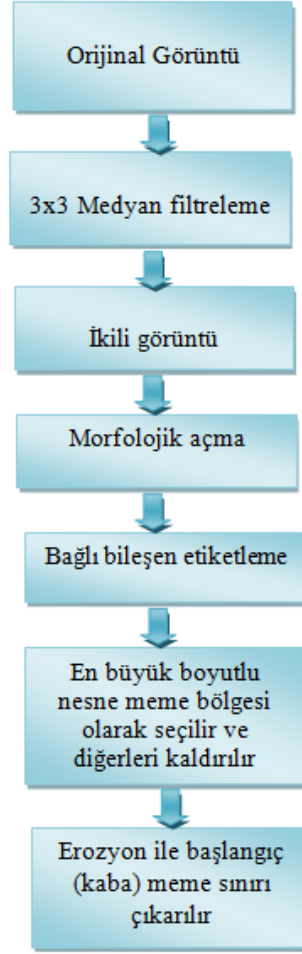 Orijinal Görüntü
3x3 Medyan filtreleme
İkili görüntü
Morfolojik açma
Bağlı bileşen etiketleme
En büyük boyutlu
nesne meme bölgesi
olarak seçilir ve
diğerleri kaldırılır
Erozyon ile başlangıç
(kaba) meme sınırı
çıkarılır